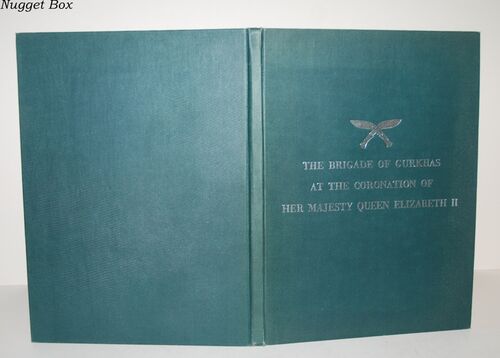 Nugget Box
THE BRIGADE OF GURKHAS
AT THE CORONATION OF
HER MAJESTY QUEEN ELIZABETH II